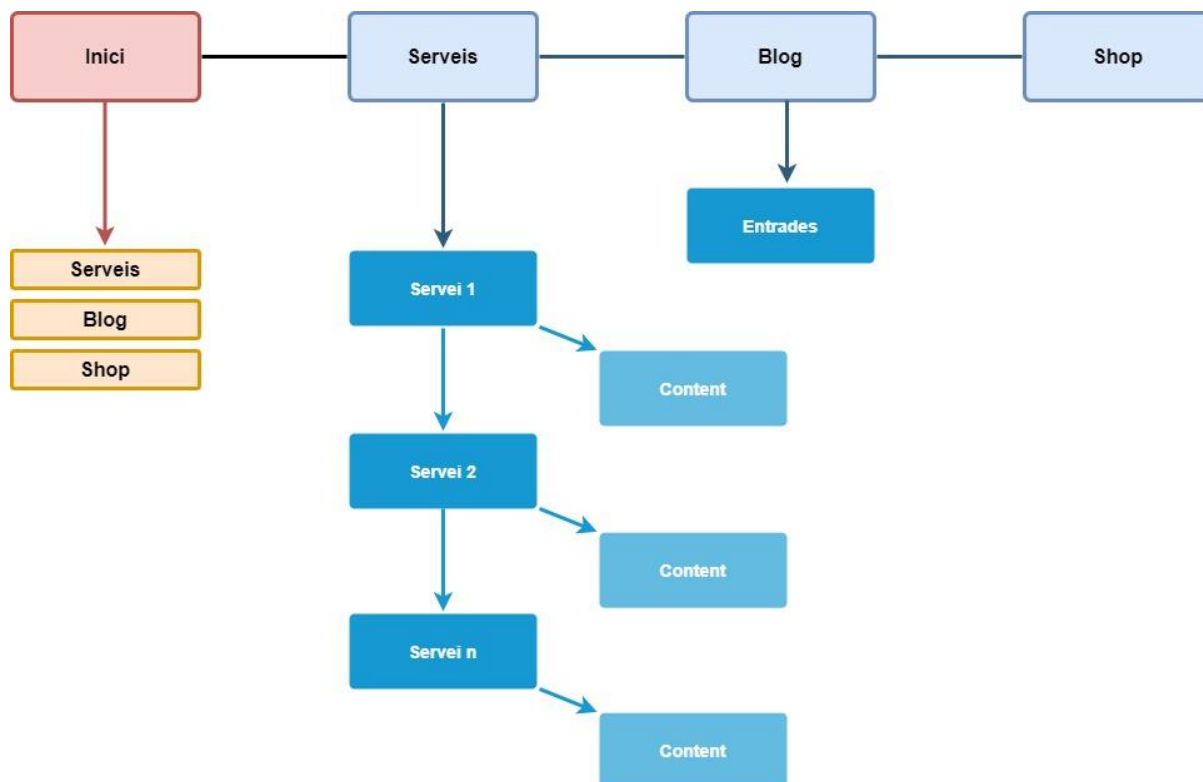 Inici
Serveis
Blog
Shop
Entrades
Serveis
Blog
Shop
Servei 1
Content
Servei 2
Content
Servei n
Content